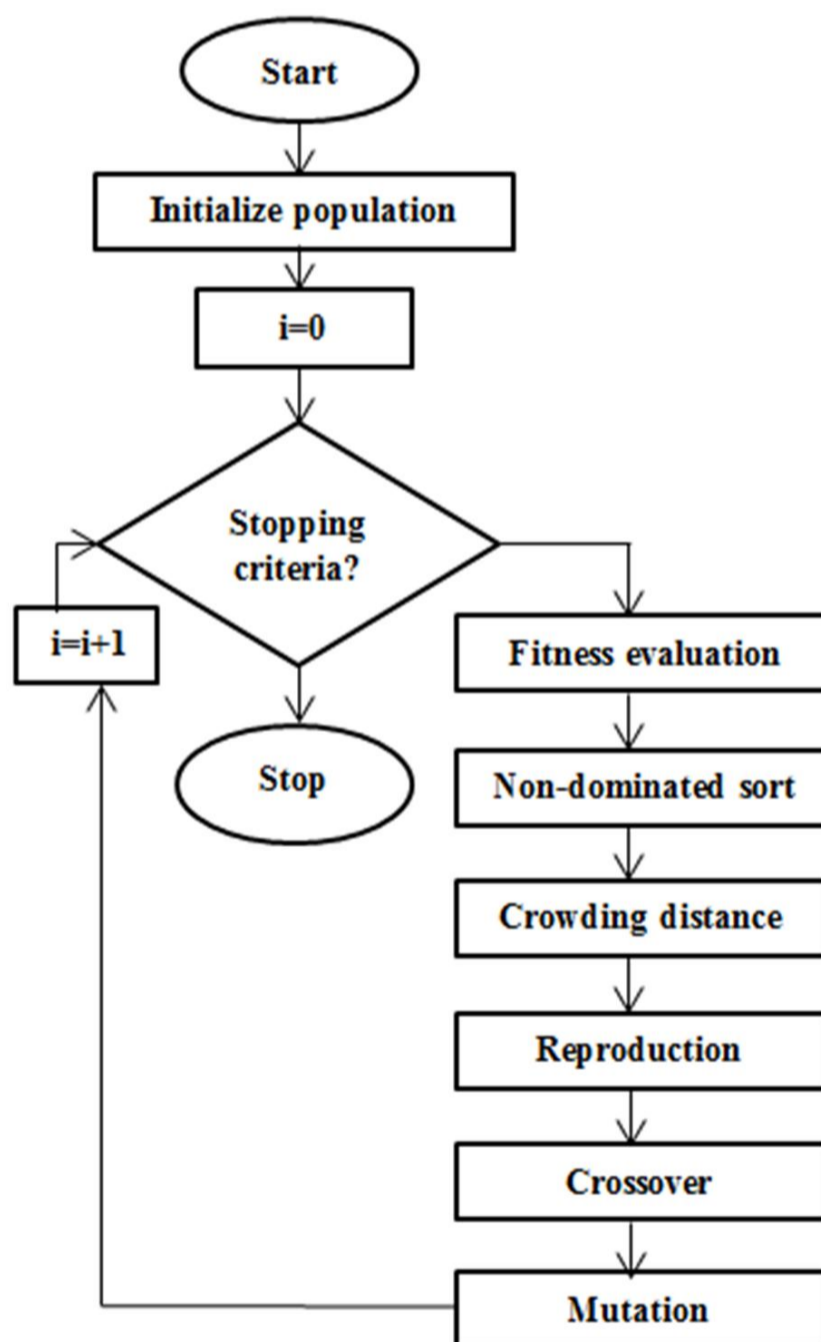 Start
Initialize population
i=0
Stopping
criteria?
i=i+1
Stop
Fitness evaluation
Non-dominated sort
Crowding distance
Reproduction
Crossover
Mutation